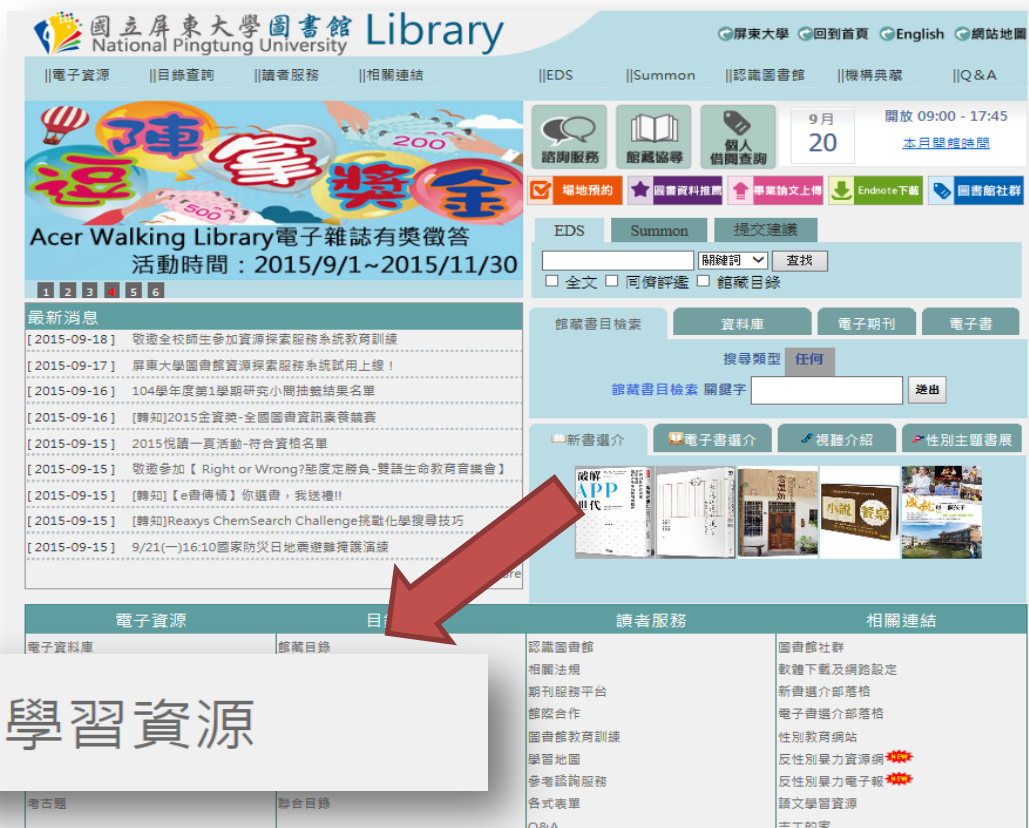 國立屏東大學圖書館 Library
National Pingtung University
屏東大學 回到首頁 English 網站地圖
||電子資源 ||目錄查詢 ||讀者服務 ||相關連結 ||EDS ||Summon ||認識圖書館 ||機構典藏 ||Q&A
200
500
逗陣拿獎金
Acer Walking Library電子雜誌有獎徵答
活動時間：2015/9/1~2015/11/30
1 2 3 4 5 6
諮詢服務
館藏協尋
個人
借閱查詢
9月
20
開放 09:00 - 17:45
本月開館時間
場地預約
圖書資料推薦
畢業論文上傳
Endnote下載
圖書館社群
EDS Summon 提交建議
關鍵詞 查找
全文 同儕評鑑 館藏目錄
最新消息
[ 2015-09-18 ] 敬邀全校師生參加資源探索服務系統教育訓練
[ 2015-09-17 ] 屏東大學圖書館資源探索服務系統試用上線！
[ 2015-09-16 ] 104學年度第1學期研究小間抽籤結果名單
[ 2015-09-16 ] [轉知]2015金資獎-全國圖書資訊素養競賽
[ 2015-09-15 ] 2015悅讀一夏活動-符合資格名單
[ 2015-09-15 ] 敬邀參加【 Right or Wrong?態度定勝負-雙語生命教育音樂會】
[ 2015-09-15 ] [轉知]【e書傳情】你選書，我送禮!!
[ 2015-09-15 ] [轉知]Reaxys ChemSearch Challenge挑戰化學搜尋技巧
[ 2015-09-15 ] 9/21(一)16:10國家防災日地震避難掩護演練
館藏書目檢索 資料庫 電子期刊 電子書
搜尋類型 任何
館藏書目檢索 關鍵字 送出
新書選介 電子書選介 視聽介紹 性別主題書展
破解
APP
世代
小說餐桌
電子資源
電子資料庫
學習資源
考古題
館藏目錄
聯合目錄
讀者服務
認識圖書館
相關法規
期刊服務平台
館際合作
圖書館教育訓練
學習地圖
參考諮詢服務
各式表單
Q&A
相關連結
圖書館社群
軟體下載及網路設定
新書選介部落格
電子書選介部落格
性別教育網站
反性別暴力資源網 NEW
反性別暴力電子報 NEW
語文學習資源
志工的家